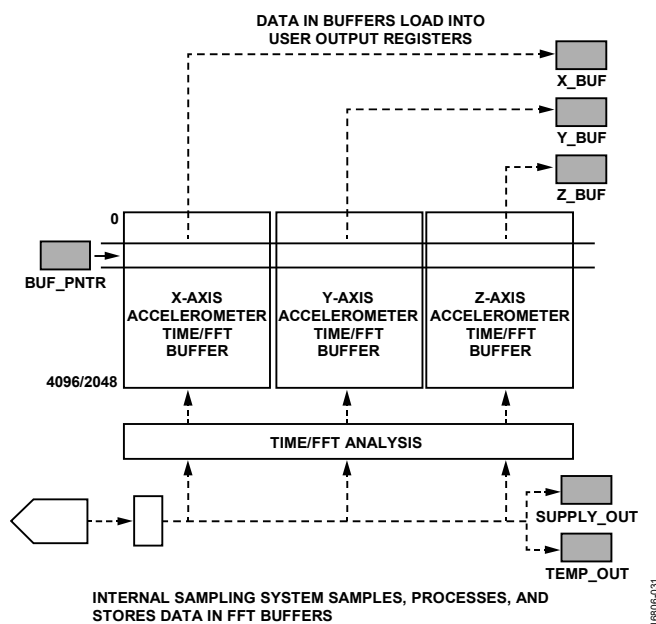 DATA IN BUFFERS LOAD INTO
USER OUTPUT REGISTERS
X_BUF
Y_BUF
Z_BUF
0
BUF_PNTR
X-AXIS
ACCELEROMETER
TIME/FFT
BUFFER
Y-AXIS
ACCELEROMETER
TIME/FFT
BUFFER
Z-AXIS
ACCELEROMETER
TIME/FFT
BUFFER
4096/2048
TIME/FFT ANALYSIS
SUPPLY_OUT
TEMP_OUT
INTERNAL SAMPLING SYSTEM SAMPLES, PROCESSES, AND
STORES DATA IN FFT BUFFERS
16806-031